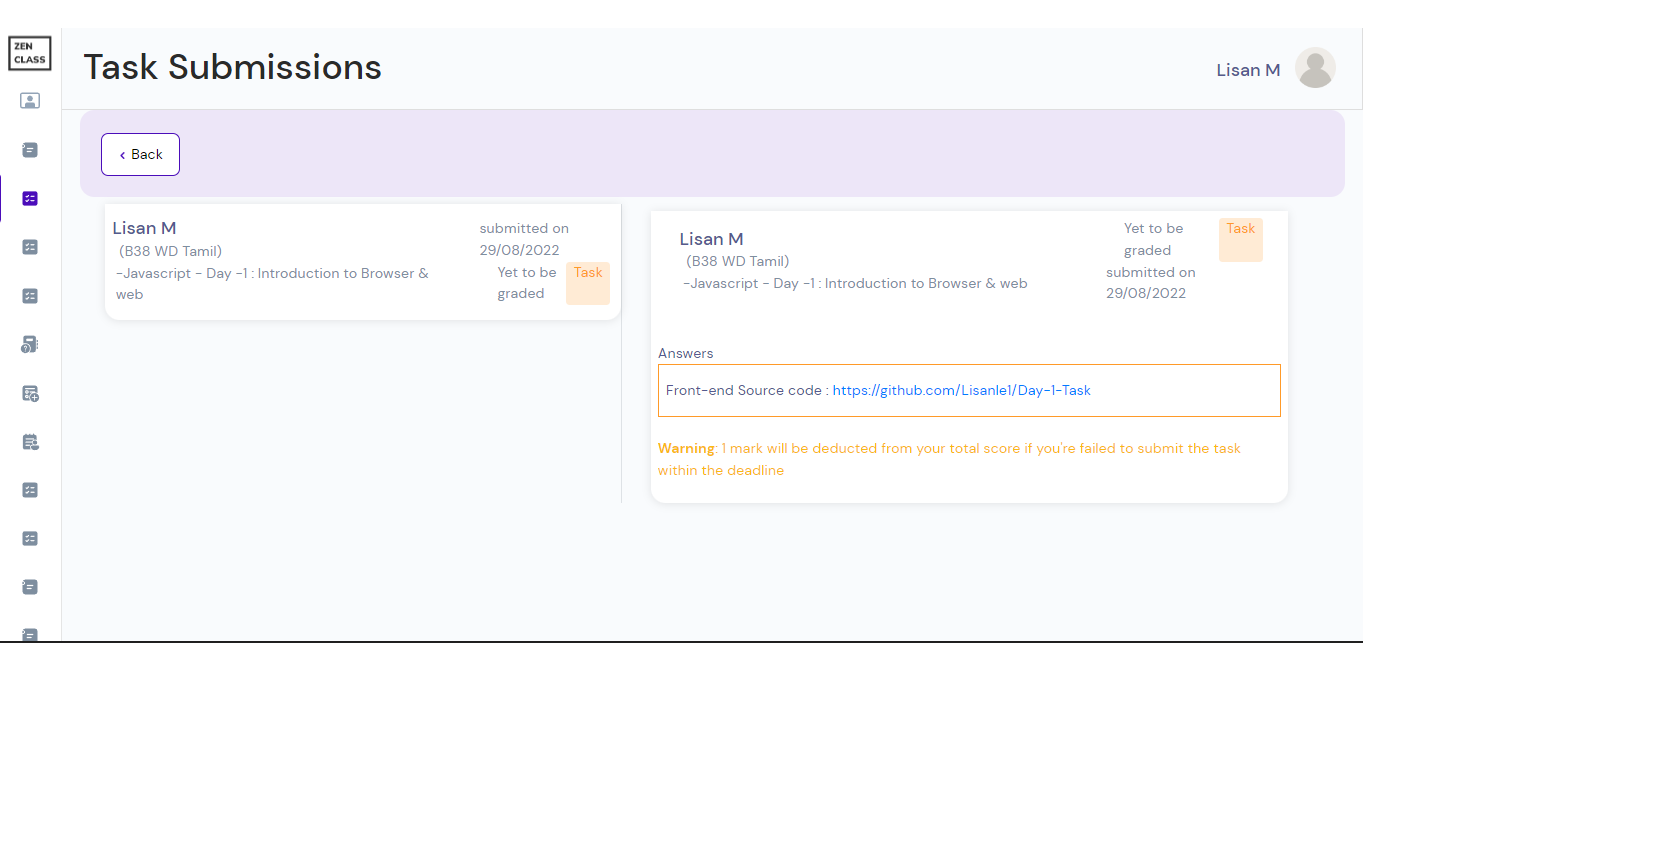 ZEN
CLASS
Task Submissions
Lisan M
‹ Back
Lisan M
(B38 WD Tamil)
-Javascript - Day -1 : Introduction to Browser &
web
submitted on
29/08/2022
Yet to be
graded
Task
Lisan M
(B38 WD Tamil)
-Javascript - Day -1 : Introduction to Browser & web
Yet to be
graded
Task
submitted on
29/08/2022
Answers
Front-end Source code : https://github.com/Lisanle1/Day-1-Task
Warning: 1 mark will be deducted from your total score if you're failed to submit the task
within the deadline